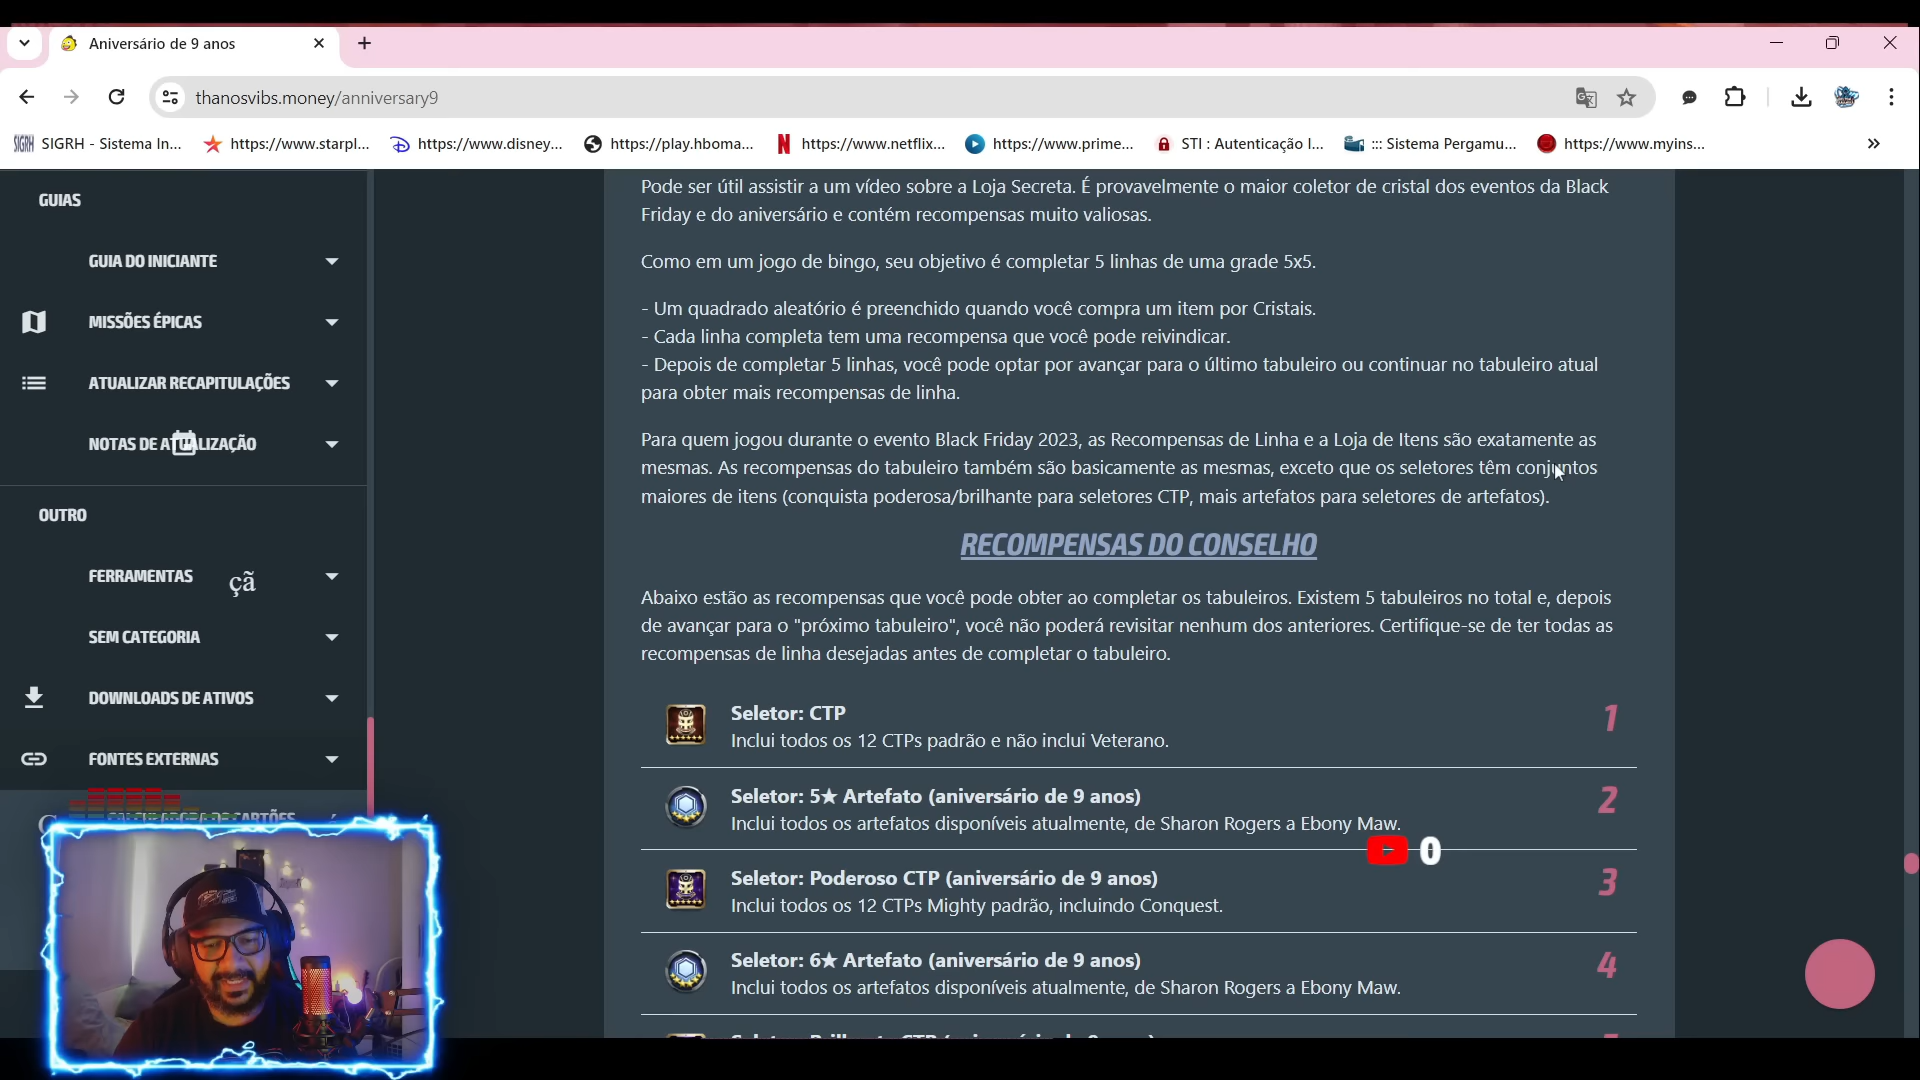 Aniversário de 9 anos
thanosvibs.money/anniversary9
SIGRH SIGRH - Sistema In... https://www.starpl... https://www.disney... https://play.hboma... N https://www.netflix... https://www.prime... STI : Autenticação I... ::: Sistema Pergamu... https://www.myins...
GUIAS
GUIA DO INICIANTE
MISSÕES ÉPICAS
ATUALIZAR RECAPITULAÇÕES
NOTAS DE ATUALIZAÇÃO
OUTRO
FERRAMENTAS
çã
SEM CATEGORIA
DOWNLOADS DE ATIVOS
FONTES EXTERNAS
Pode ser útil assistir a um vídeo sobre a Loja Secreta. É provavelmente o maior coletor de cristal dos eventos da Black
Friday e do aniversário e contém recompensas muito valiosas.
Como em um jogo de bingo, seu objetivo é completar 5 linhas de uma grade 5x5.
- Um quadrado aleatório é preenchido quando você compra um item por Cristais.
- Cada linha completa tem uma recompensa que você pode reivindicar.
- Depois de completar 5 linhas, você pode optar por avançar para o último tabuleiro ou continuar no tabuleiro atual
para obter mais recompensas de linha.
Para quem jogou durante o evento Black Friday 2023, as Recompensas de Linha e a Loja de Itens são exatamente as
mesmas. As recompensas do tabuleiro também são basicamente as mesmas, exceto que os seletores têm conjuntos
maiores de itens (conquista poderosa/brilhante para seletores CTP, mais artefatos para seletores de artefatos).
RECOMPENSAS DO CONSELHO
Abaixo estão as recompensas que você pode obter ao completar os tabuleiros. Existem 5 tabuleiros no total e, depois
de avançar para o "próximo tabuleiro", você não poderá revisitar nenhum dos anteriores. Certifique-se de ter todas as
recompensas de linha desejadas antes de completar o tabuleiro.
Seletor: CTP 1
Inclui todos os 12 CTPs padrão e não inclui Veterano.
Seletor: 5★ Artefato (aniversário de 9 anos) 2
Inclui todos os artefatos disponíveis atualmente, de Sharon Rogers a Ebony Maw.
0
Seletor: Poderoso CTP (aniversário de 9 anos) 3
Inclui todos os 12 CTPs Mighty padrão, incluindo Conquest.
Seletor: 6★ Artefato (aniversário de 9 anos) 4
Inclui todos os artefatos disponíveis atualmente, de Sharon Rogers a Ebony Maw.